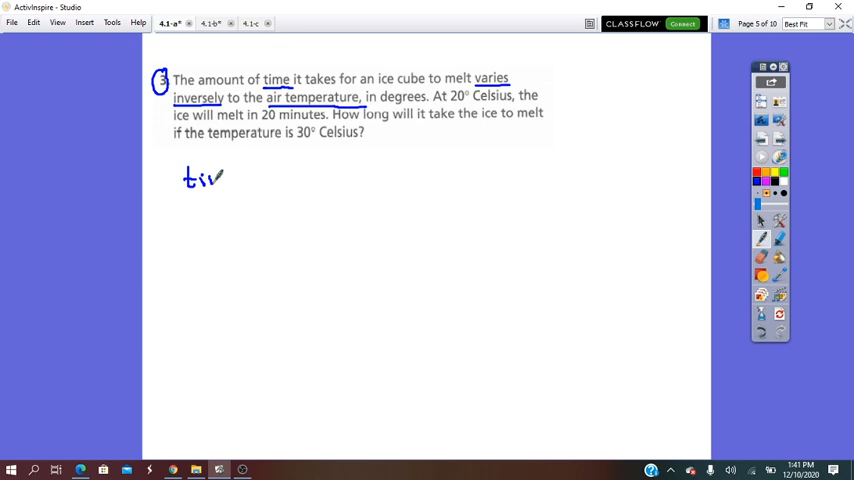 ActivInspire - Studio
File Edit View Insert Tools Help
4.1-a* 4.1-b* 4.1-c
CLASSFLOW Connect
Page 5 of 10
Best Fit
3. The amount of time it takes for an ice cube to melt varies
inversely to the air temperature, in degrees. At 20° Celsius, the
ice will melt in 20 minutes. How long will it take the ice to melt
if the temperature is 30° Celsius?
1:41 PM
12/10/2020